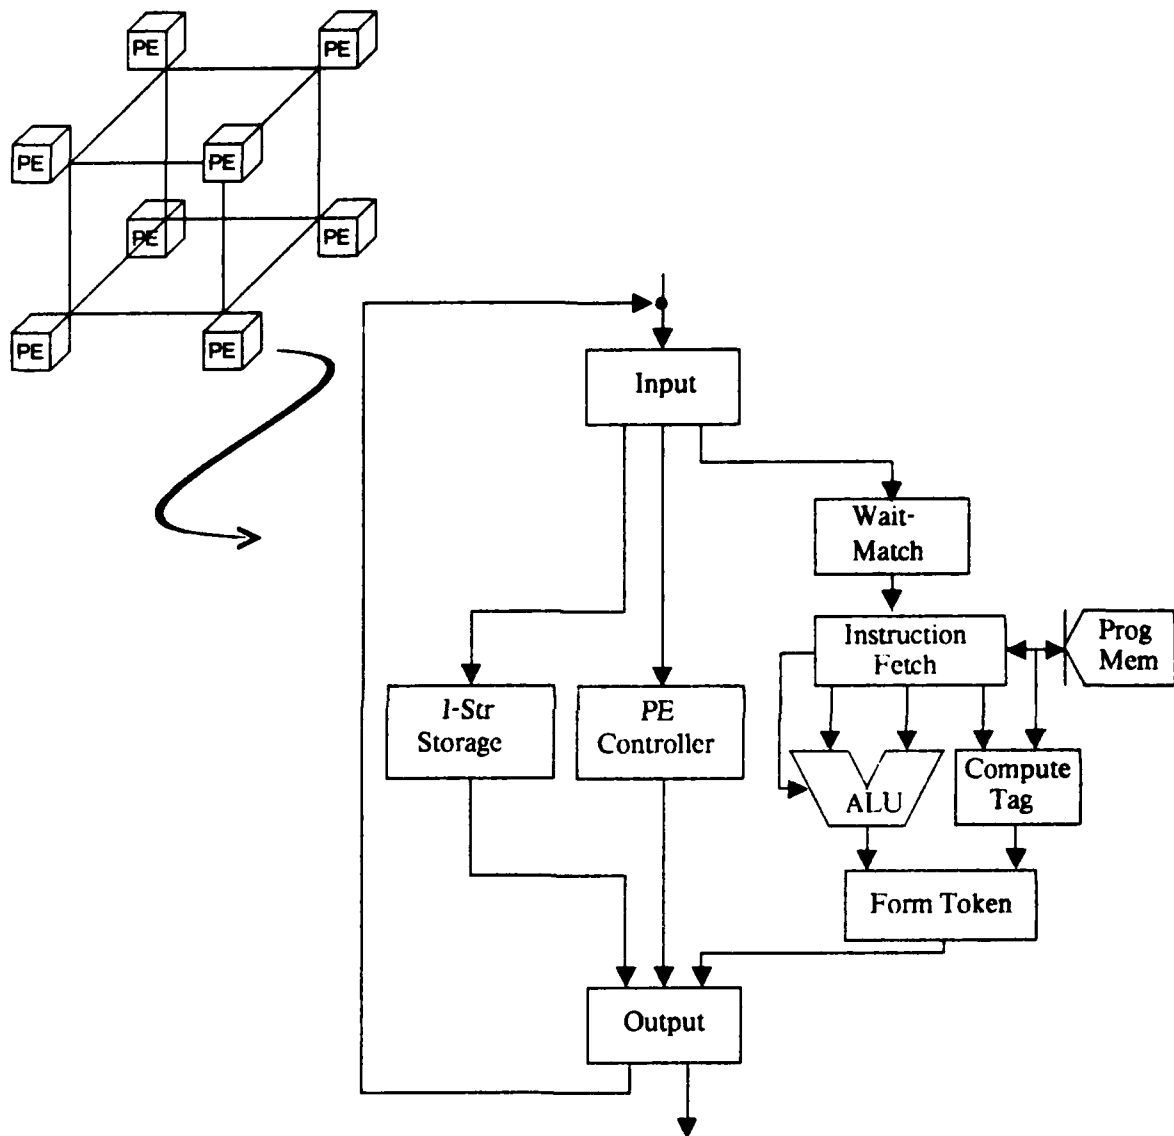 PE
PE
PE
PE
PE
PE
PE
PE
Input
Wait-
Match
Instruction
Fetch
Prog
Mem
I-Str
Storage
PE
Controller
ALU
Compute
Tag
Form Token
Output